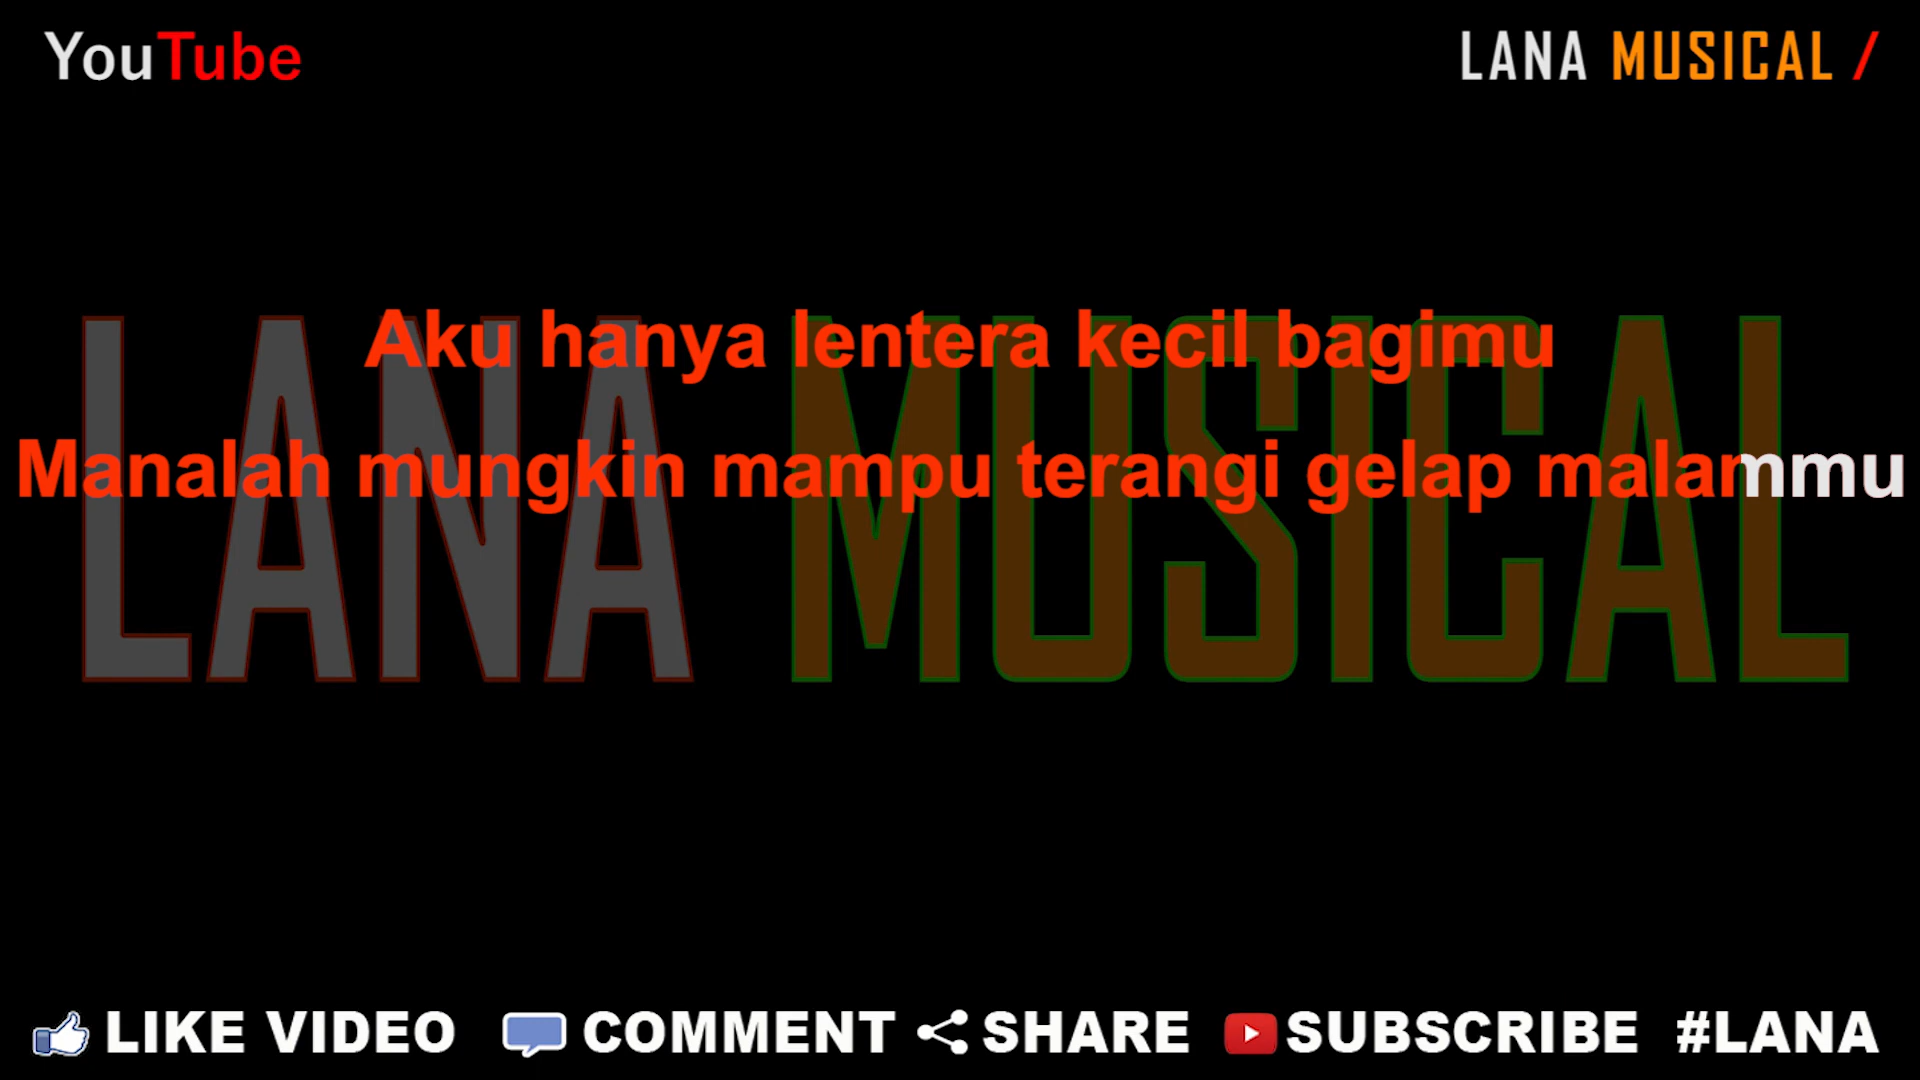 YouTube
LANA MUSICAL /
Aku hanya lentera kecil bagimu
Manalah mungkin mampu terangi gelap malammu
LANA MUSICAL
LIKE VIDEO COMMENT SHARE SUBSCRIBE #LANA